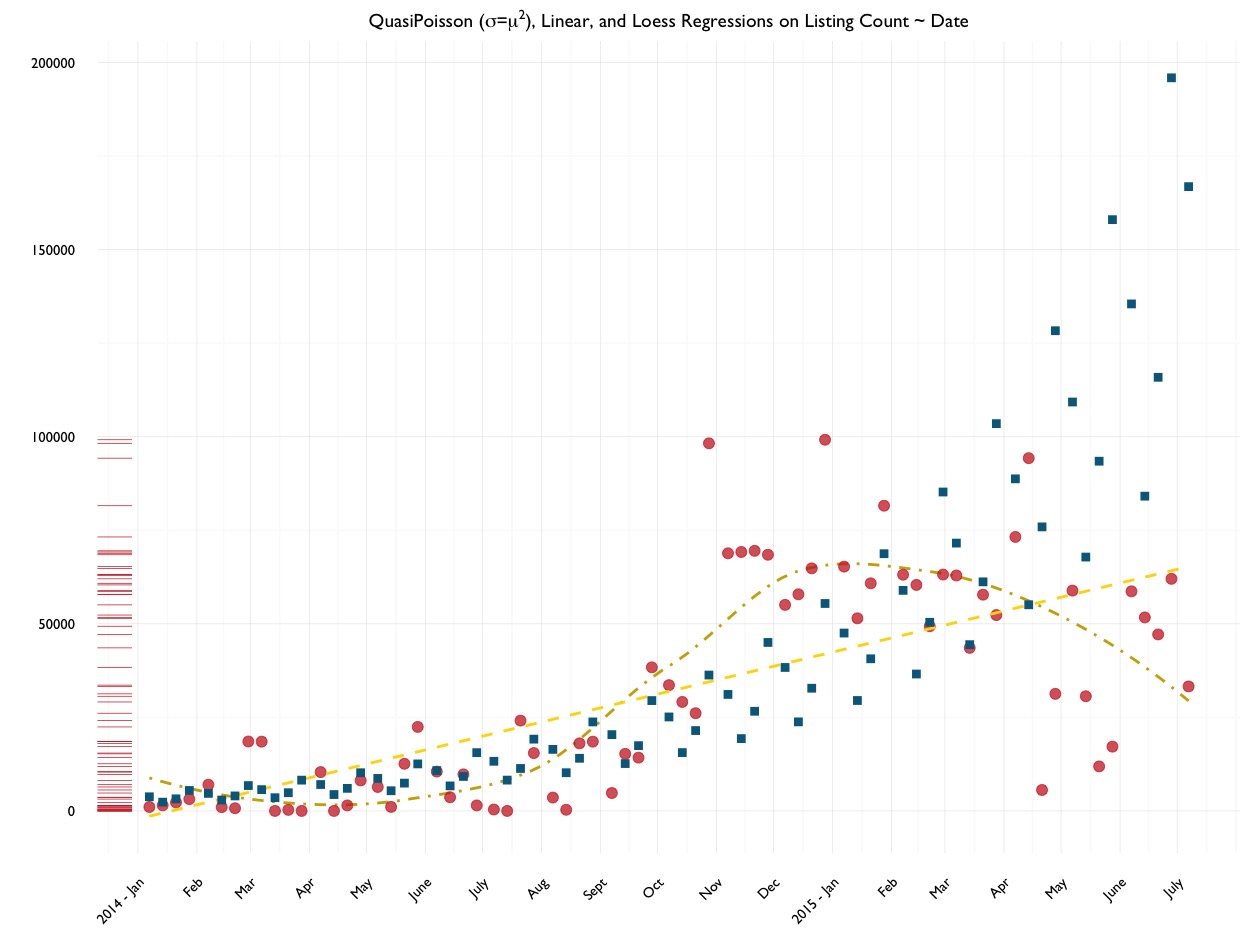 QuasiPoisson (σ=μ²), Linear, and Loess Regressions on Listing Count ~ Date
200000
150000
100000
50000
0
2014 - Jan
Feb
Mar
Apr
May
June
July
Aug
Sept
Oct
Nov
Dec
2015 - Jan
Feb
Mar
Apr
May
June
July